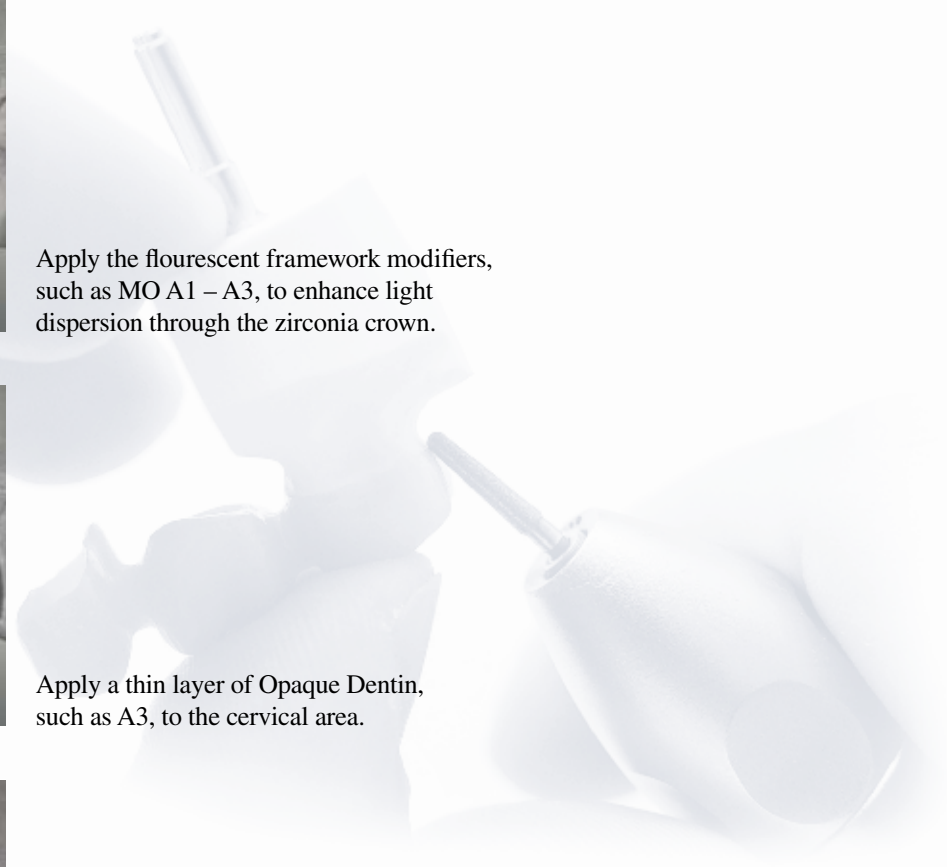 Apply the flourescent framework modifiers,
such as MO A1 – A3, to enhance light
dispersion through the zirconia crown.
Apply a thin layer of Opaque Dentin,
such as A3, to the cervical area.